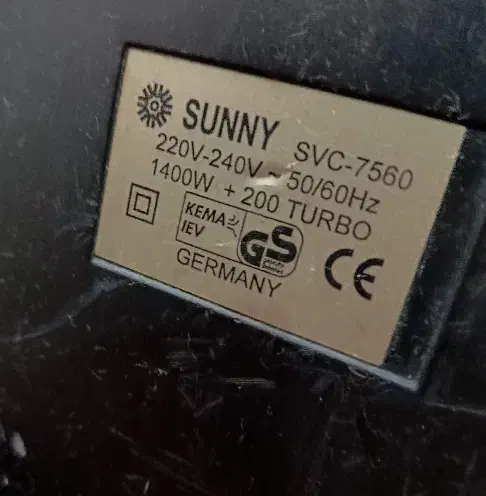 SUNNY SVC-7560
220V-240V ~ 50/60Hz
1400W + 200 TURBO
KEMA
IEV
GS
CE
GERMANY